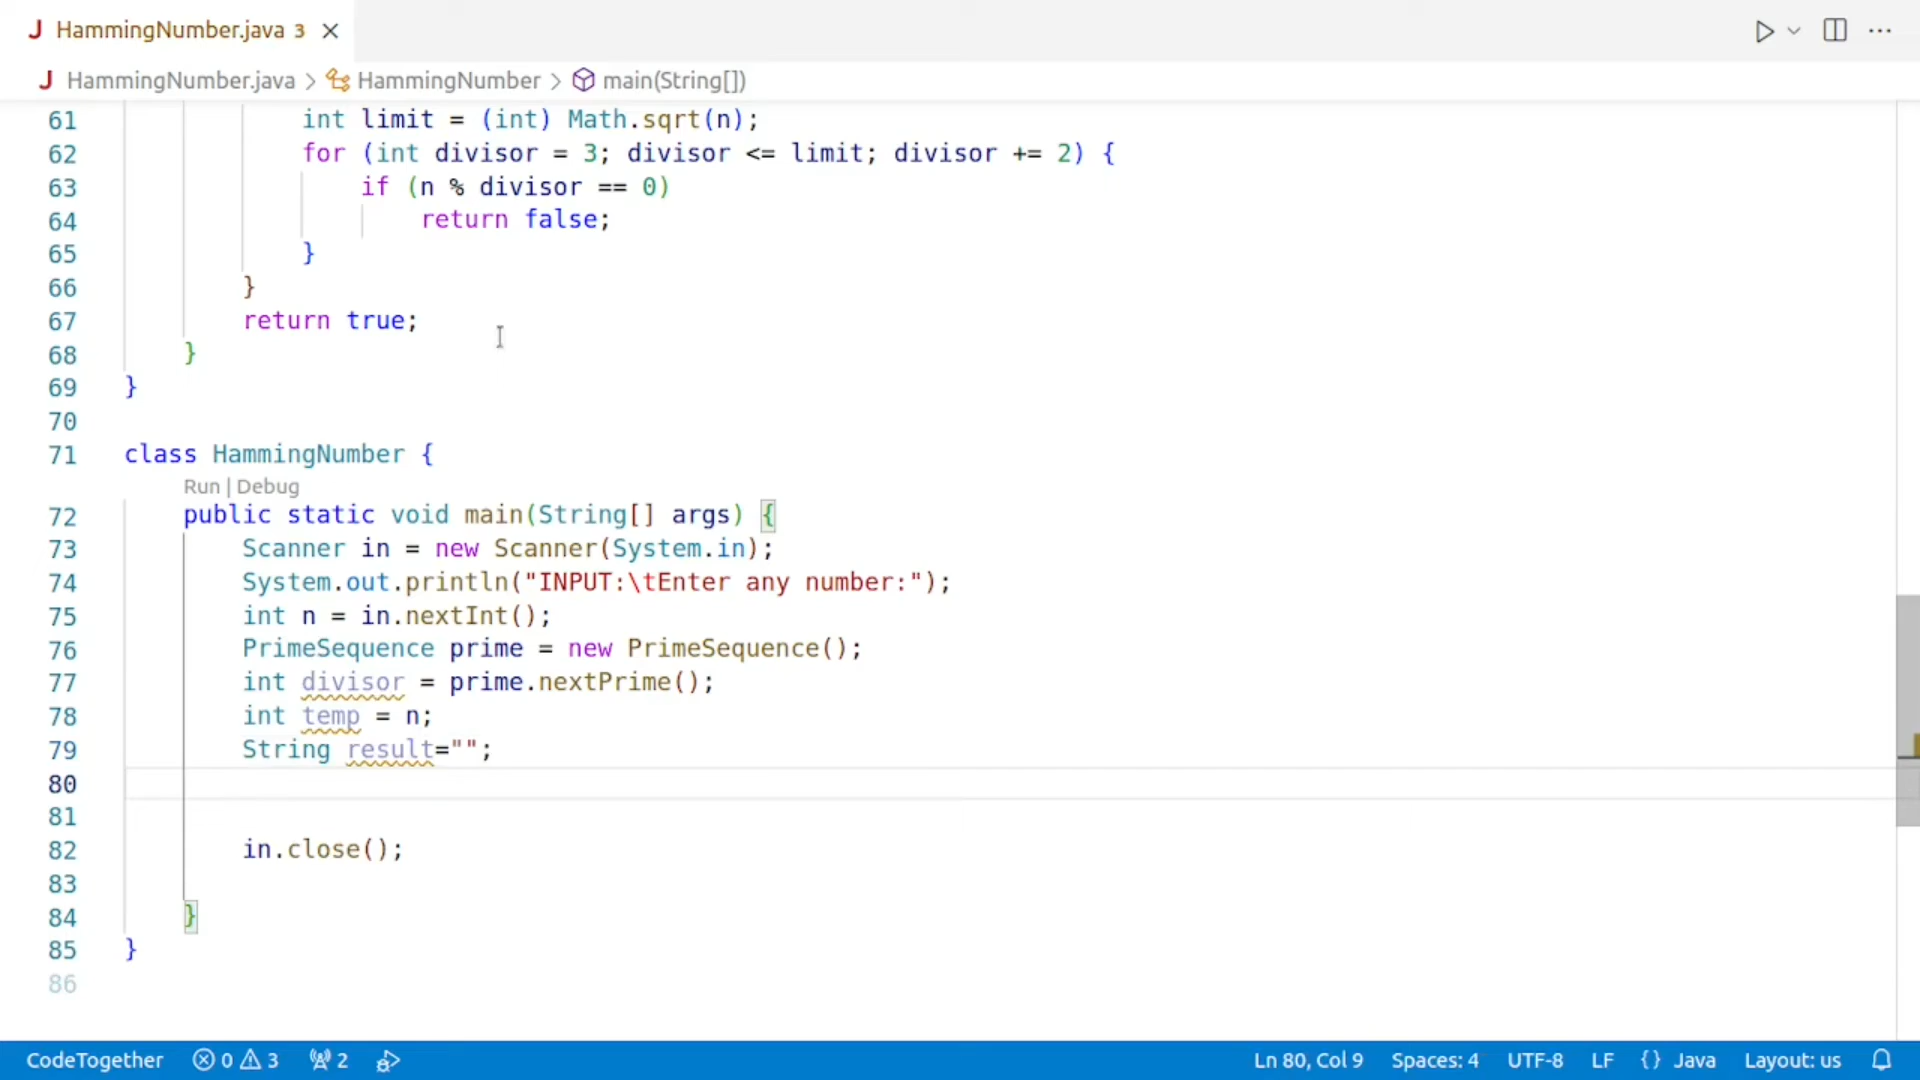 J HammingNumber.java 3 ×
J HammingNumber.java > HammingNumber > main(String[])
61 int limit = (int) Math.sqrt(n);
62 for (int divisor = 3; divisor <= limit; divisor += 2) {
63 if (n % divisor == 0)
64 return false;
65 }
66 }
67 return true;
68 }
69 }
70
71 class HammingNumber {
Run | Debug
72 public static void main(String[] args) {
73 Scanner in = new Scanner(System.in);
74 System.out.println("INPUT:\tEnter any number:");
75 int n = in.nextInt();
76 PrimeSequence prime = new PrimeSequence();
77 int divisor = prime.nextPrime();
78 int temp = n;
79 String result="";
80
81
82 in.close();
83
84 }
85 }
86
CodeTogether 0 3 2 Ln 80, Col 9 Spaces: 4 UTF-8 LF {} Java Layout: us